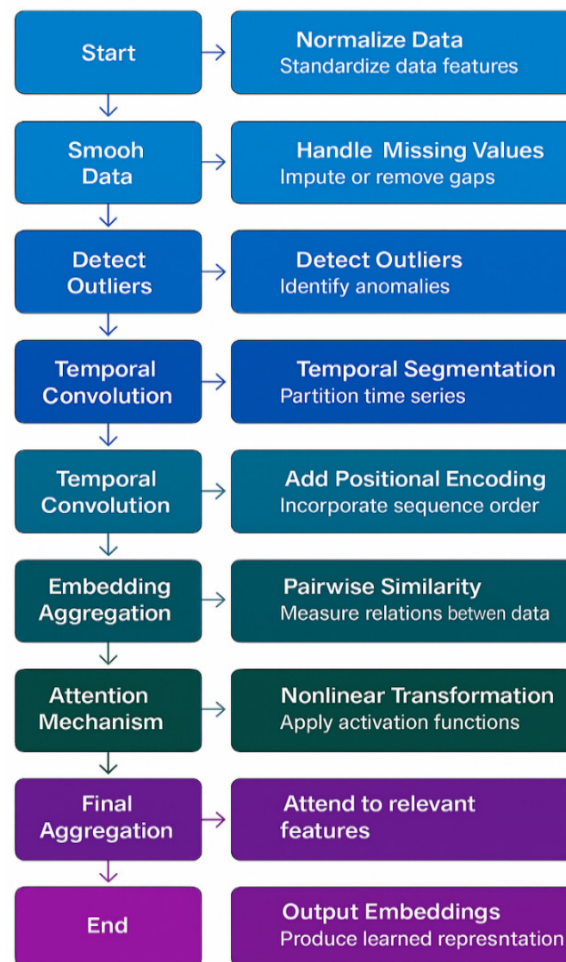 Start
Normalize Data
Standardize data features
Smooh
Data
Handle Missing Values
Impute or remove gaps
Detect
Outliers
Detect Outliers
Identify anomalies
Temporal
Convolution
Temporal Segmentation
Partition time series
Temporal
Convolution
Add Positional Encoding
Incorporate sequence order
Embedding
Aggregation
Pairwise Similarity
Measure relations betwen data
Attention
Mechanism
Nonlinear Transformation
Apply activation functions
Final
Aggregation
Attend to relevant
features
End
Output Embeddings
Produce learned represntation